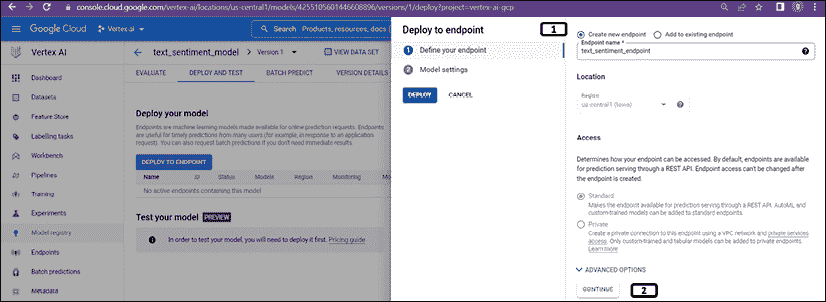 console.cloud.google.com/vertex-ai/locations/us-central1/models/4255105601446608896/versions/1/deploy?project=vertex-ai-gcp
Google Cloud
Vertex-ai
Search Products, resources, docs
Vertex AI
Dashboard
Datasets
Feature Store
Labelling tasks
Workbench
Pipelines
Training
Experiments
Model registry
Endpoints
Batch predictions
Metadata
text_sentiment_model > Version 1
VIEW DATA SET
EVALUATE DEPLOY AND TEST BATCH PREDICT VERSION DETAILS
Deploy your model
Endpoints are machine learning models made available for online prediction requests. Endpoints
are useful for timely predictions from many users (for example, in response to an application
request). You can also request batch predictions if you don't need immediate results.
DEPLOY TO ENDPOINT
Name ID Status Models Region Monitoring
No active endpoints containing this model
Test your model PREVIEW
In order to test your model, you will need to deploy it first. Pricing guide
Deploy to endpoint
1 Define your endpoint
2 Model settings
DEPLOY CANCEL
1
Create new endpoint Add to existing endpoint
Endpoint name *
text_sentiment_endpoint
Location
Region
us-central1 (Iowa)
Access
Determines how your endpoint can be accessed. By default, endpoints are available
for prediction serving through a REST API. Endpoint access can't be changed after
the endpoint is created.
Standard
Makes the endpoint available for prediction serving through a REST API. AutoML and
custom-trained models can be added to standard endpoints.
Private
Create a private connection to this endpoint using a VPC network and private services
access. Only custom-trained and tabular models can be added to private endpoints.
Learn more
ADVANCED OPTIONS
CONTINUE
2